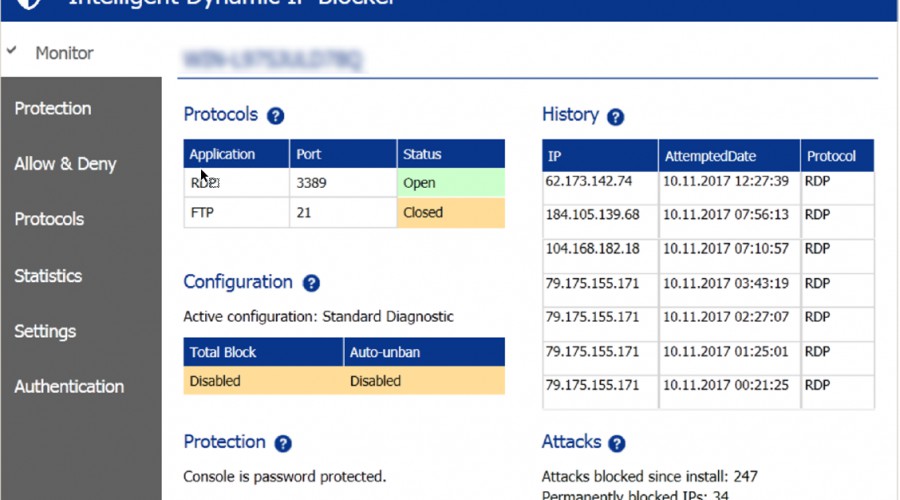 Intelligent Dynamic IP Blocker
Monitor
Protection
Allow & Deny
Protocols
Statistics
Settings
Authentication
Protocols ?
Application Port Status
RDP 3389 Open
FTP 21 Closed
Configuration ?
Active configuration: Standard Diagnostic
Total Block Auto-unban
Disabled Disabled
Protection ?
Console is password protected.
History ?
IP AttemptedDate Protocol
62.173.142.74 10.11.2017 12:27:39 RDP
184.105.139.68 10.11.2017 07:56:13 RDP
104.168.182.18 10.11.2017 07:10:57 RDP
79.175.155.171 10.11.2017 03:43:19 RDP
79.175.155.171 10.11.2017 02:27:07 RDP
79.175.155.171 10.11.2017 01:25:01 RDP
79.175.155.171 10.11.2017 00:21:25 RDP
Attacks ?
Attacks blocked since install: 247
Permanently blocked IPs: 34